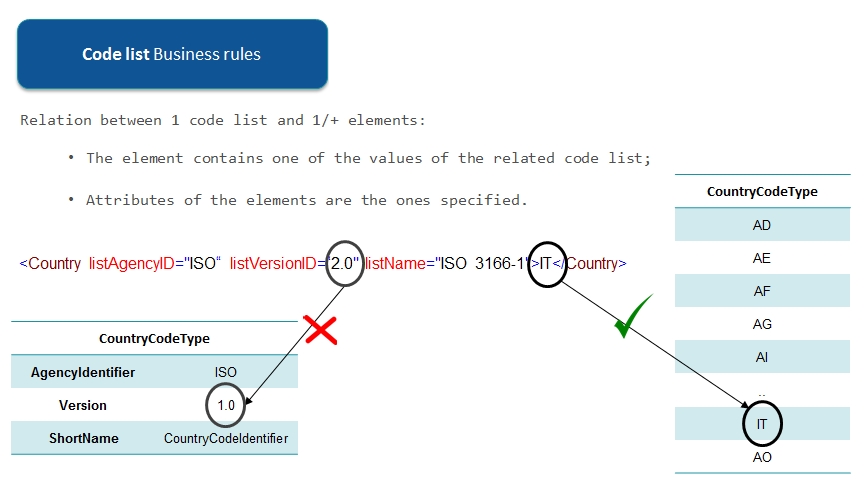 Code list Business rules
Relation between 1 code list and 1/+ elements:
• The element contains one of the values of the related code list;
• Attributes of the elements are the ones specified.
<Country listAgencyID="ISO“ listVersionID=“2.0" listName="ISO 3166-1">IT</Country>
CountryCodeType
AgencyIdentifier ISO
Version 1.0
ShortName CountryCodeIdentifier
CountryCodeType
AD
AE
AF
AG
AI
..
IT
AO